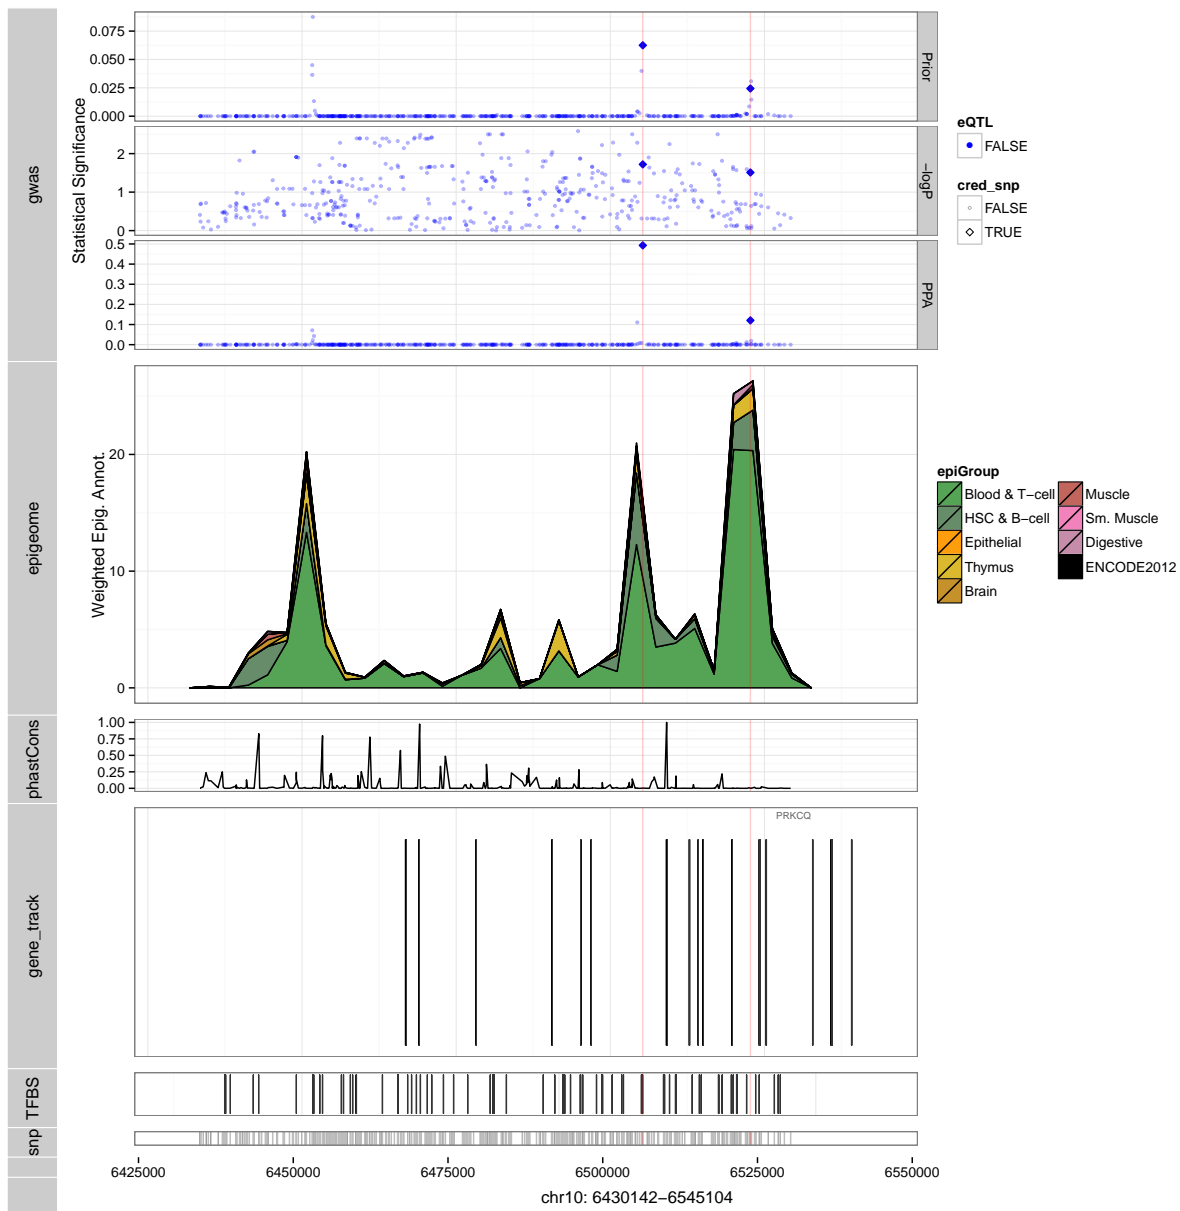 gwas
Statistical Significance
0.075
0.050
0.025
0.000
Prior
2
1
0
−logP
0.5
0.4
0.3
0.2
0.1
0.0
PPA
eQTL
FALSE
cred_snp
FALSE
TRUE
epigeome
Weighted Epig. Annot.
20
10
0
epiGroup
Blood & T−cell
HSC & B−cell
Epithelial
Thymus
Brain
Muscle
Sm. Muscle
Digestive
ENCODE2012
phastCons
1.00
0.75
0.50
0.25
0.00
gene_track
PRKCQ
TFBS
snp
6425000 6450000 6475000 6500000 6525000 6550000
chr10: 6430142−6545104